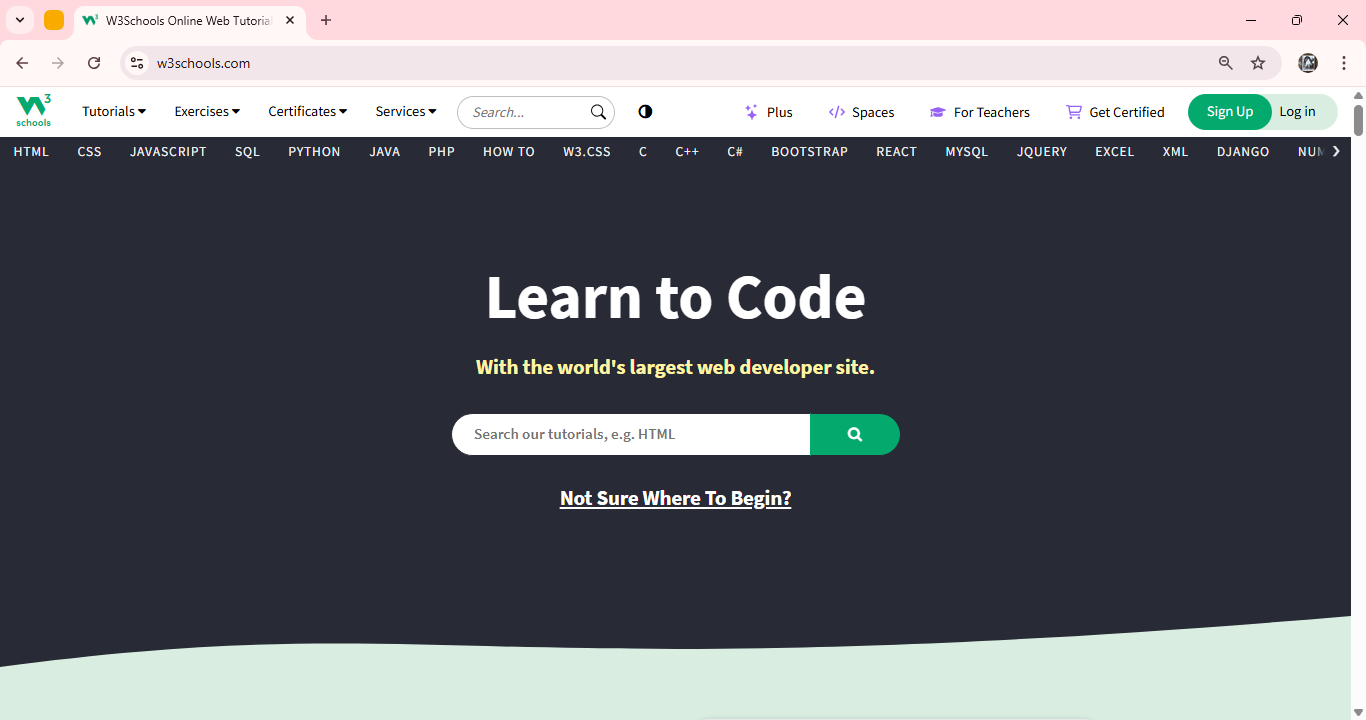 W3Schools Online Web Tutoria
w3schools.com
W3 schools
Tutorials Exercises Certificates Services Search... Plus Spaces For Teachers Get Certified Sign Up Log in
HTML CSS JAVASCRIPT SQL PYTHON JAVA PHP HOW TO W3.CSS C C++ C# BOOTSTRAP REACT MYSQL JQUERY EXCEL XML DJANGO NUM
Learn to Code
With the world's largest web developer site.
Search our tutorials, e.g. HTML
Not Sure Where To Begin?